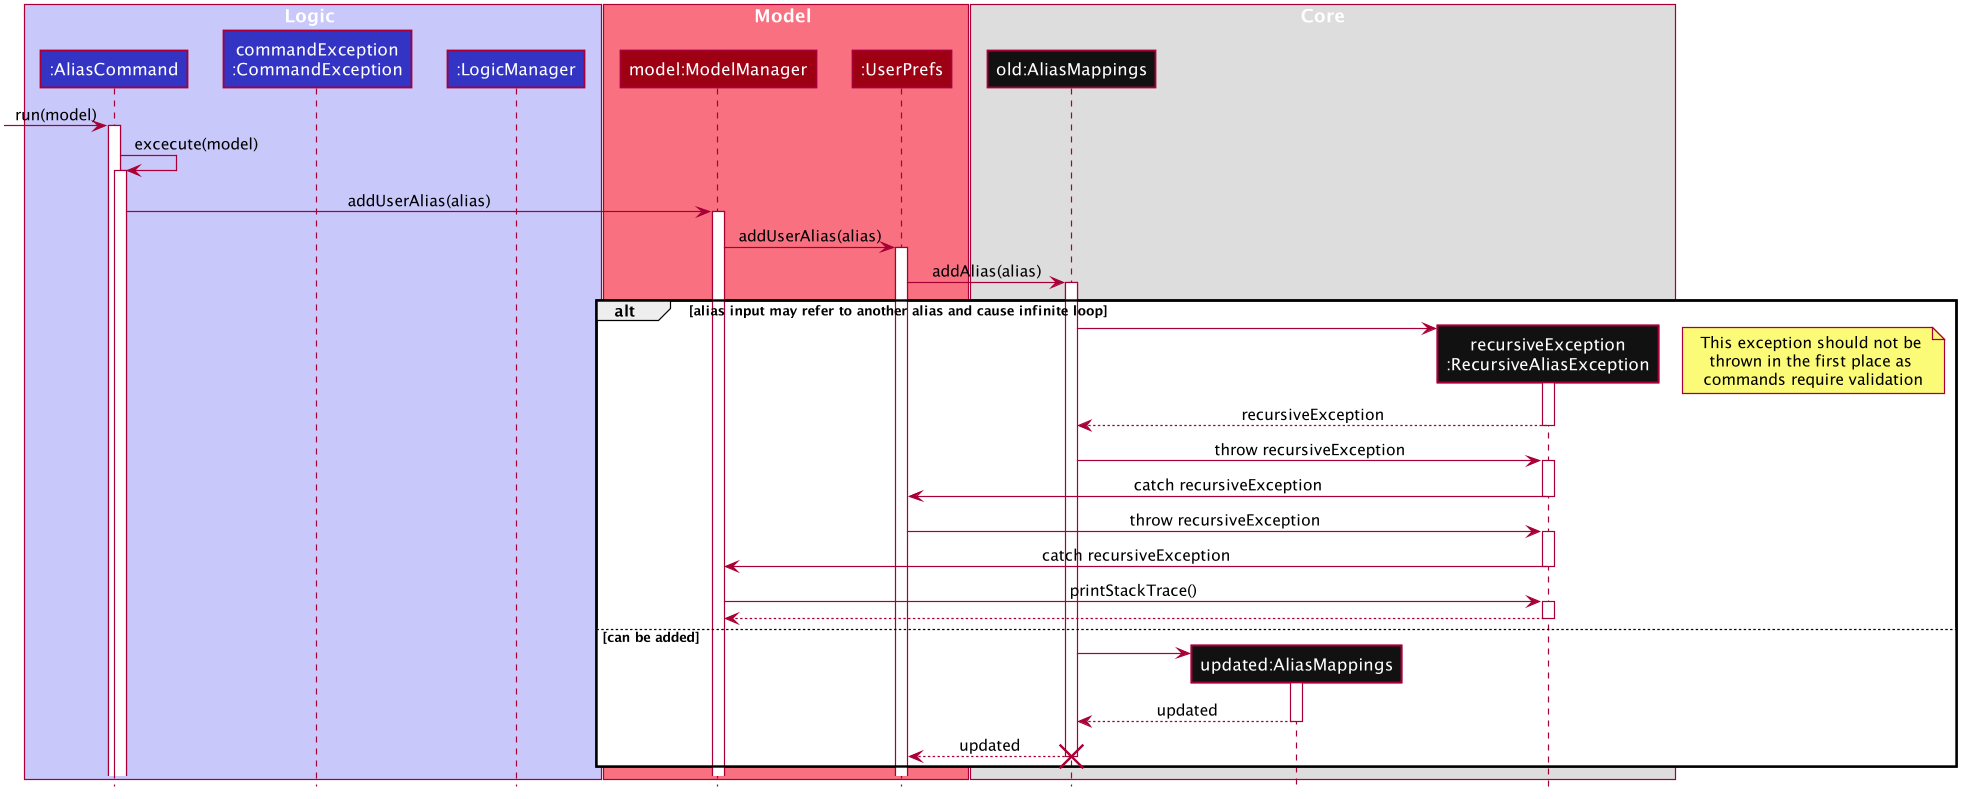 Logic
Model
Core
:AliasCommand
commandException
:CommandException
:LogicManager
model:ModelManager
:UserPrefs
old:AliasMappings
run(model)
excecute(model)
addUserAlias(alias)
addUserAlias(alias)
addAlias(alias)
alt
[alias input may refer to another alias and cause infinite loop]
recursiveException
:RecursiveAliasException
This exception should not be
thrown in the first place as
commands require validation
recursiveException
throw recursiveException
catch recursiveException
throw recursiveException
catch recursiveException
printStackTrace()
[can be added]
updated:AliasMappings
updated
updated